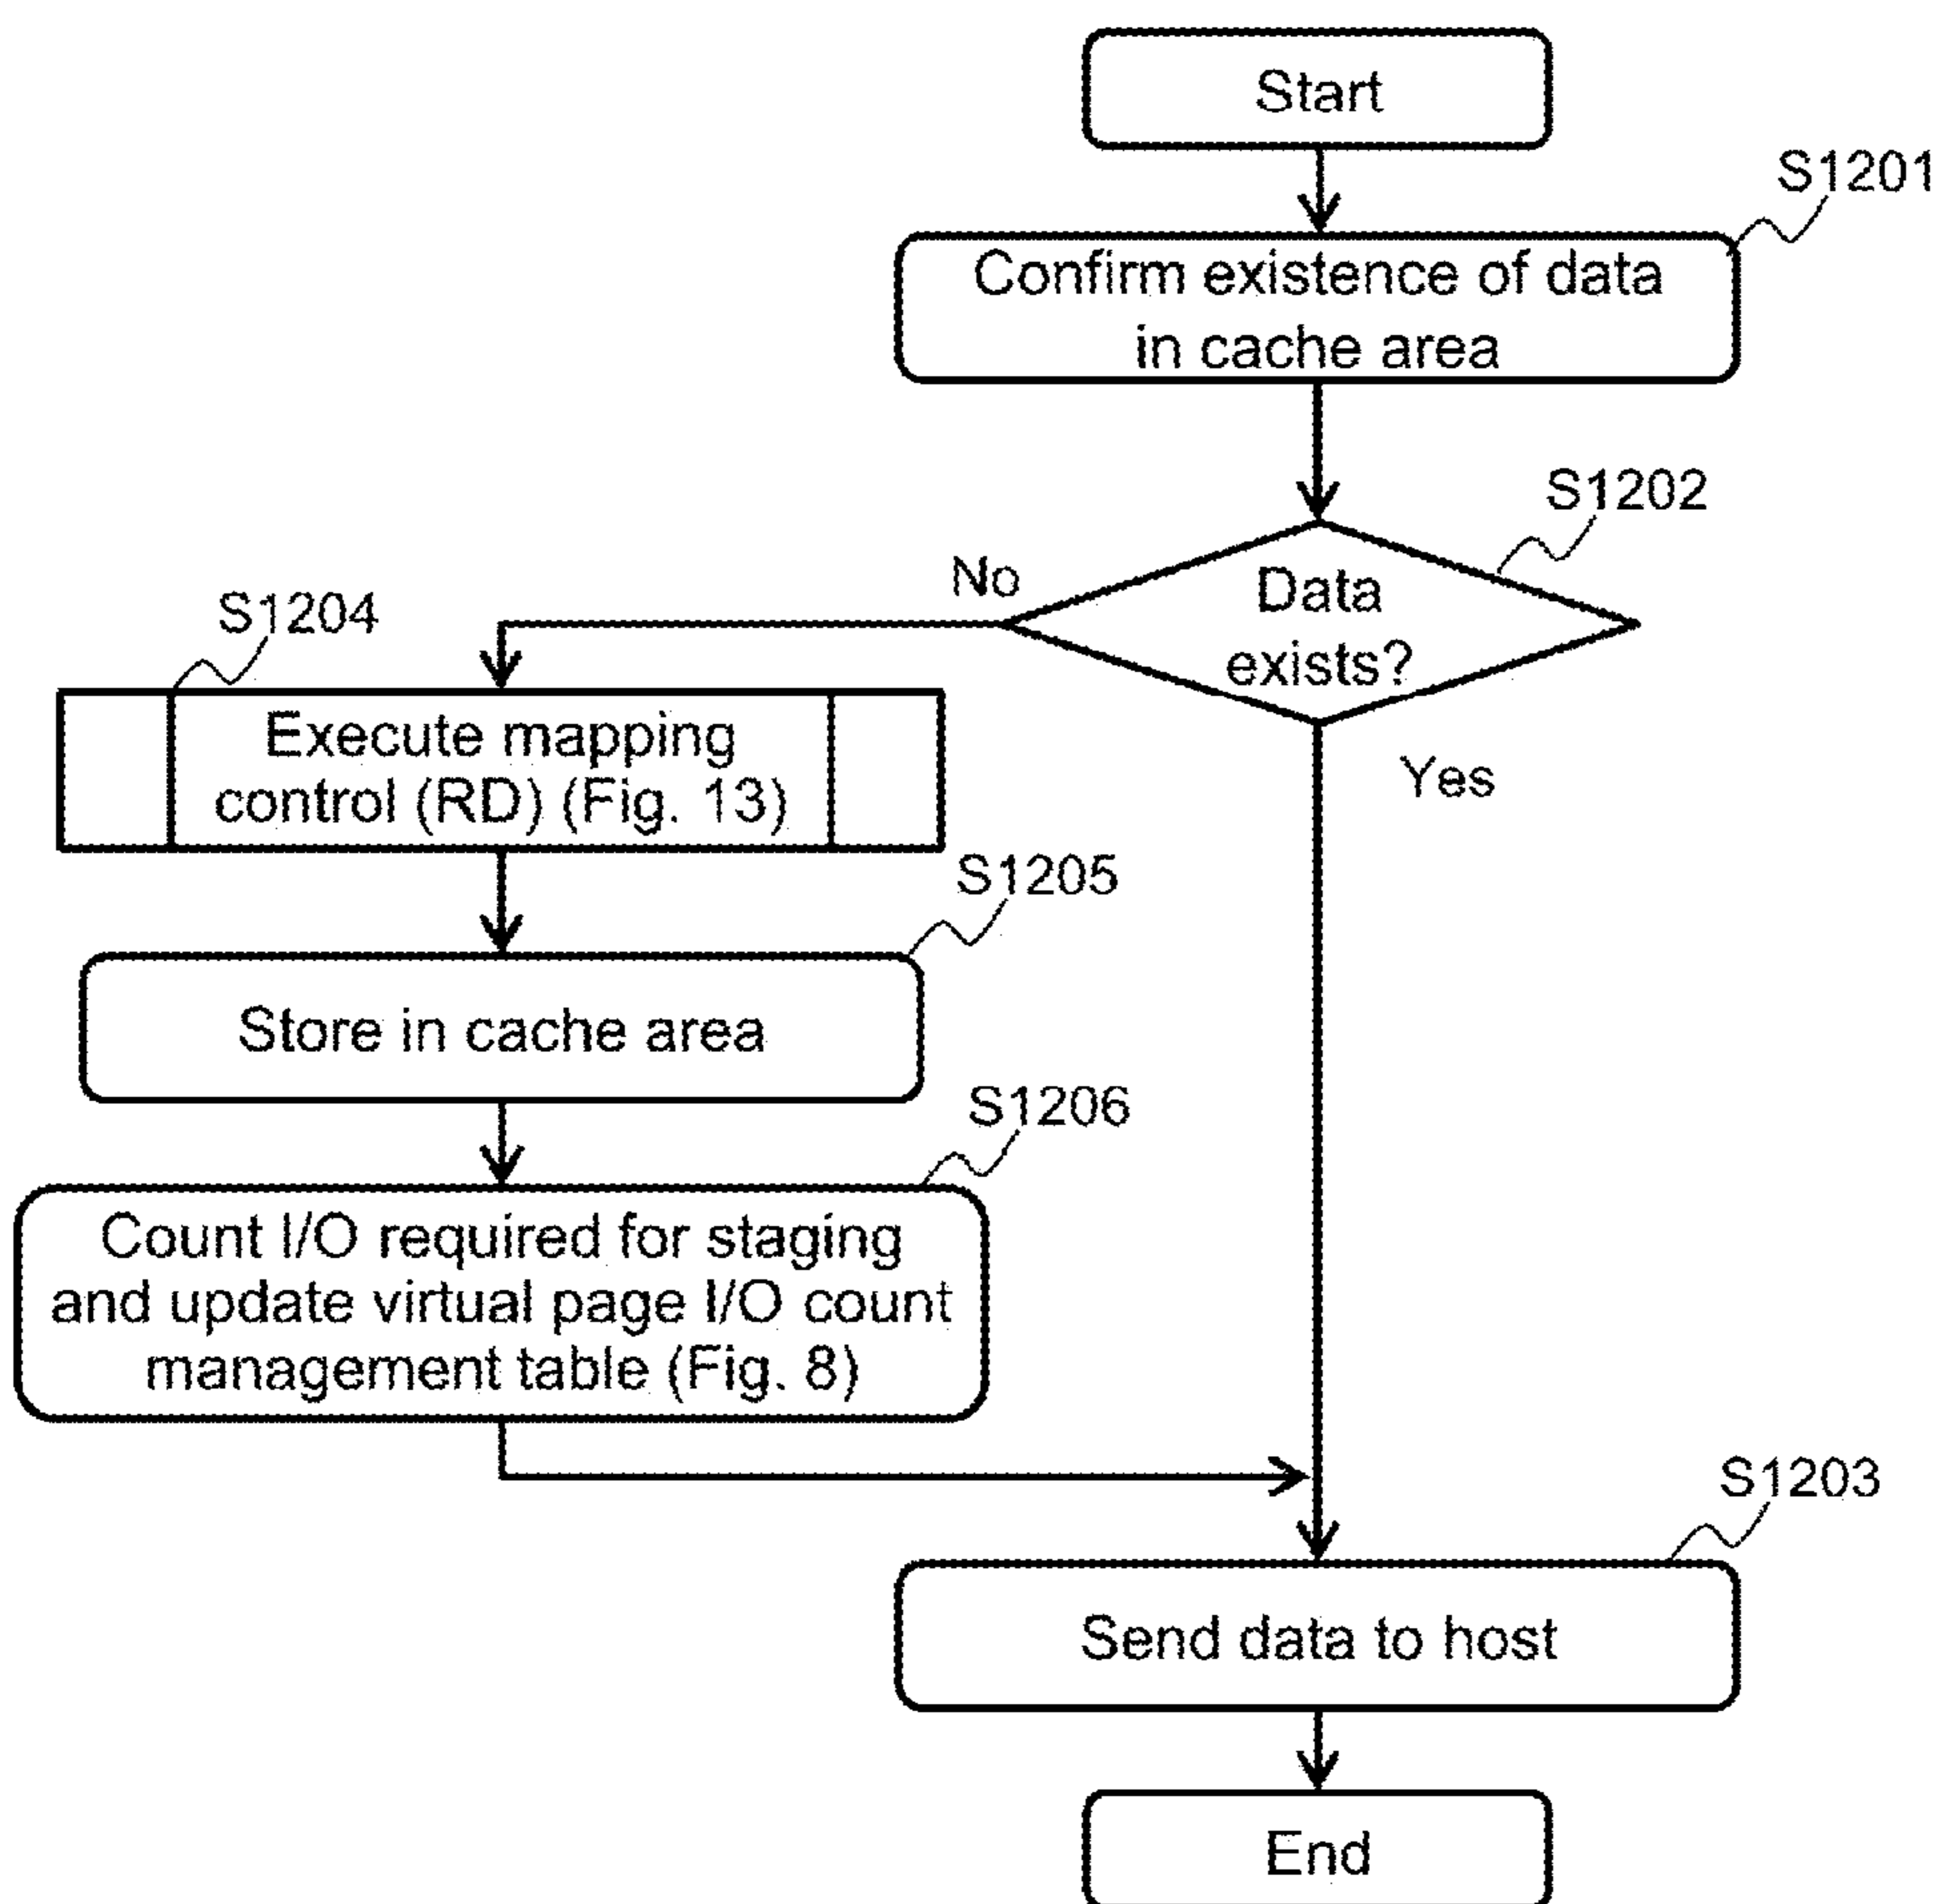 Start
S1201
Confirm existence of data
in cache area
S1202
No
Data
exists?
Yes
S1204
Execute mapping
control (RD) (Fig. 13)
S1205
Store in cache area
S1206
Count I/O required for staging
and update virtual page I/O count
management table (Fig. 8)
S1203
Send data to host
End